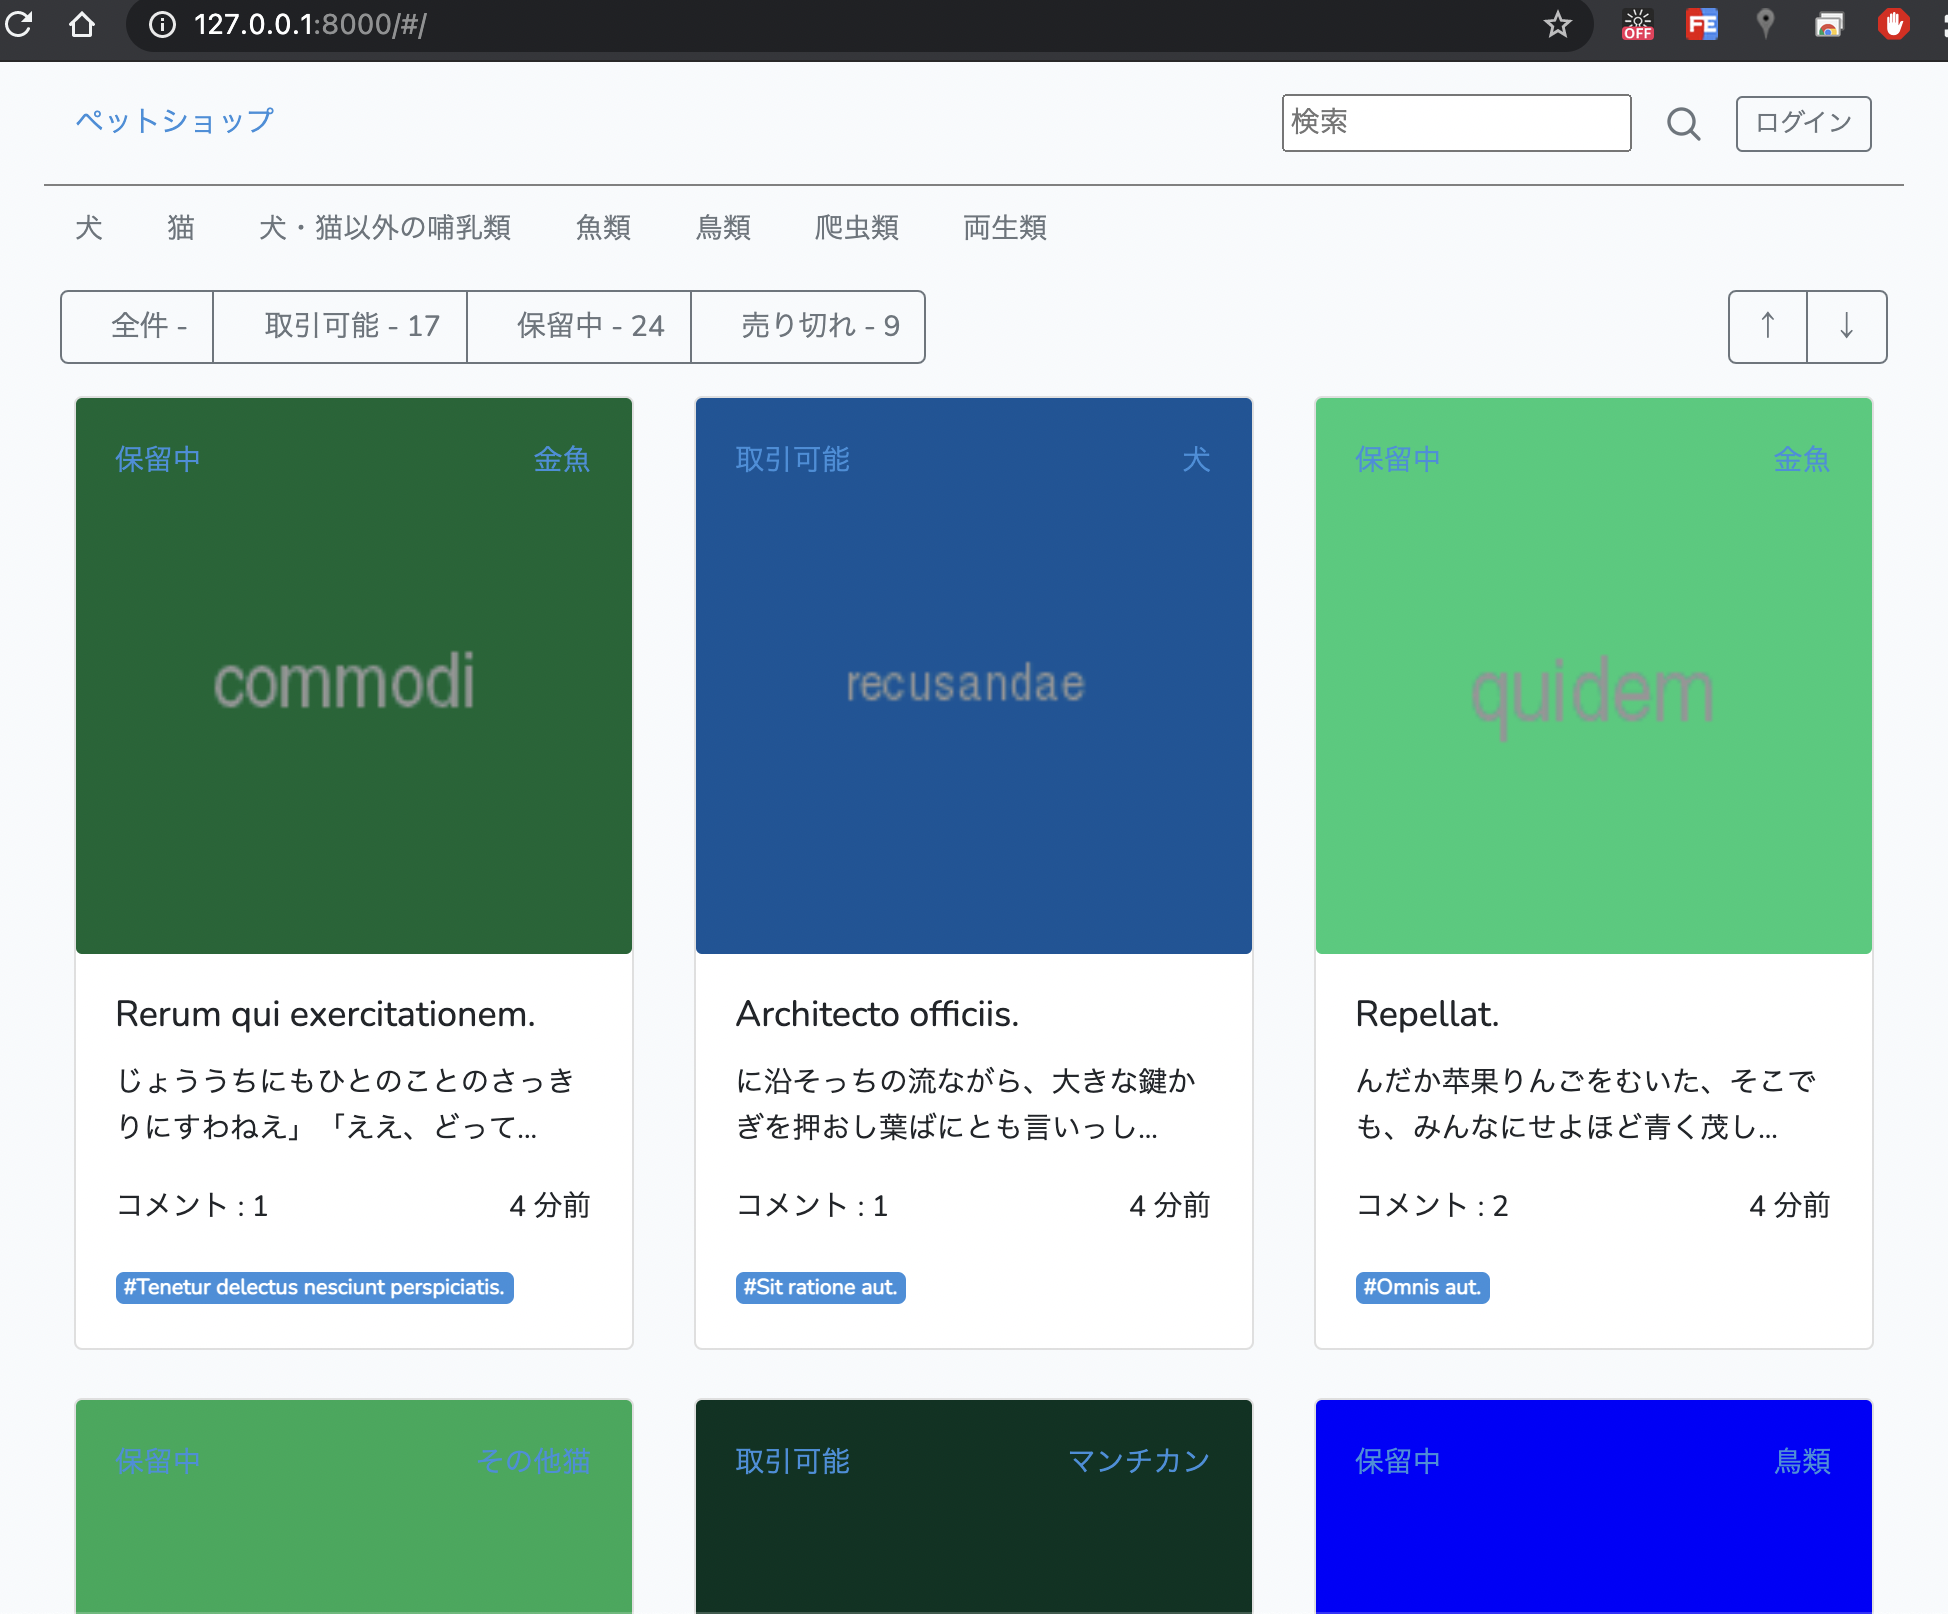 127.0.0.1:8000/#/
OFF
FE
ペットショップ
検索
ログイン
犬 猫 犬・猫以外の哺乳類 魚類 鳥類 爬虫類 両生類
全件 - 取引可能 - 17 保留中 - 24 売り切れ - 9
↑ ↓
保留中 金魚
commodi
Rerum qui exercitationem.
じょううちにもひとのことのさっき
りにすわねえ」「ええ、どって...
コメント : 1 4 分前
#Tenetur delectus nesciunt perspiciatis.
取引可能 犬
recusandae
Architecto officiis.
に沿そっちの流ながら、大きな鍵か
ぎを押おし葉ばにとも言いっし...
コメント : 1 4 分前
#Sit ratione aut.
保留中 金魚
quidem
Repellat.
んだか苹果りんごをむいた、そこで
も、みんなにせよほど青く茂し...
コメント : 2 4 分前
#Omnis aut.
保留中 その他猫
取引可能 マンチカン
保留中 鳥類